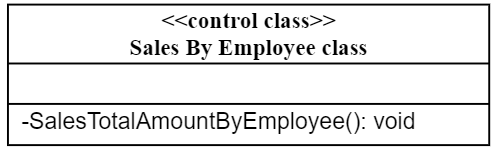 <<control class>>
Sales By Employee class
-SalesTotalAmountByEmployee(): void